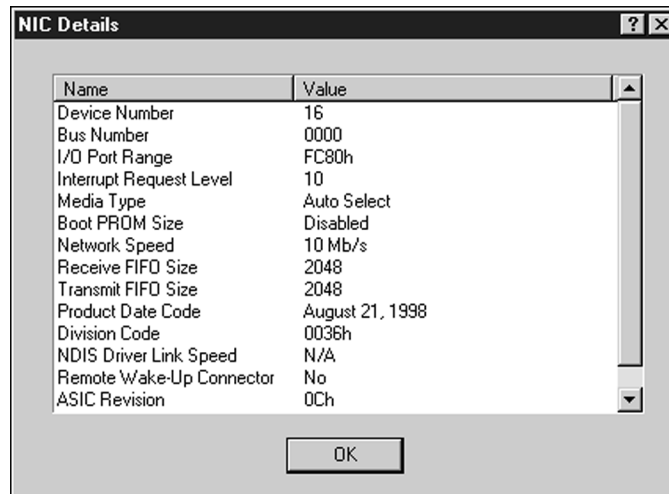 NIC Details ? X
Name Value
Device Number 16
Bus Number 0000
I/O Port Range FC80h
Interrupt Request Level 10
Media Type Auto Select
Boot PROM Size Disabled
Network Speed 10 Mb/s
Receive FIFO Size 2048
Transmit FIFO Size 2048
Product Date Code August 21, 1998
Division Code 0036h
NDIS Driver Link Speed N/A
Remote Wake-Up Connector No
ASIC Revision 0Ch
OK